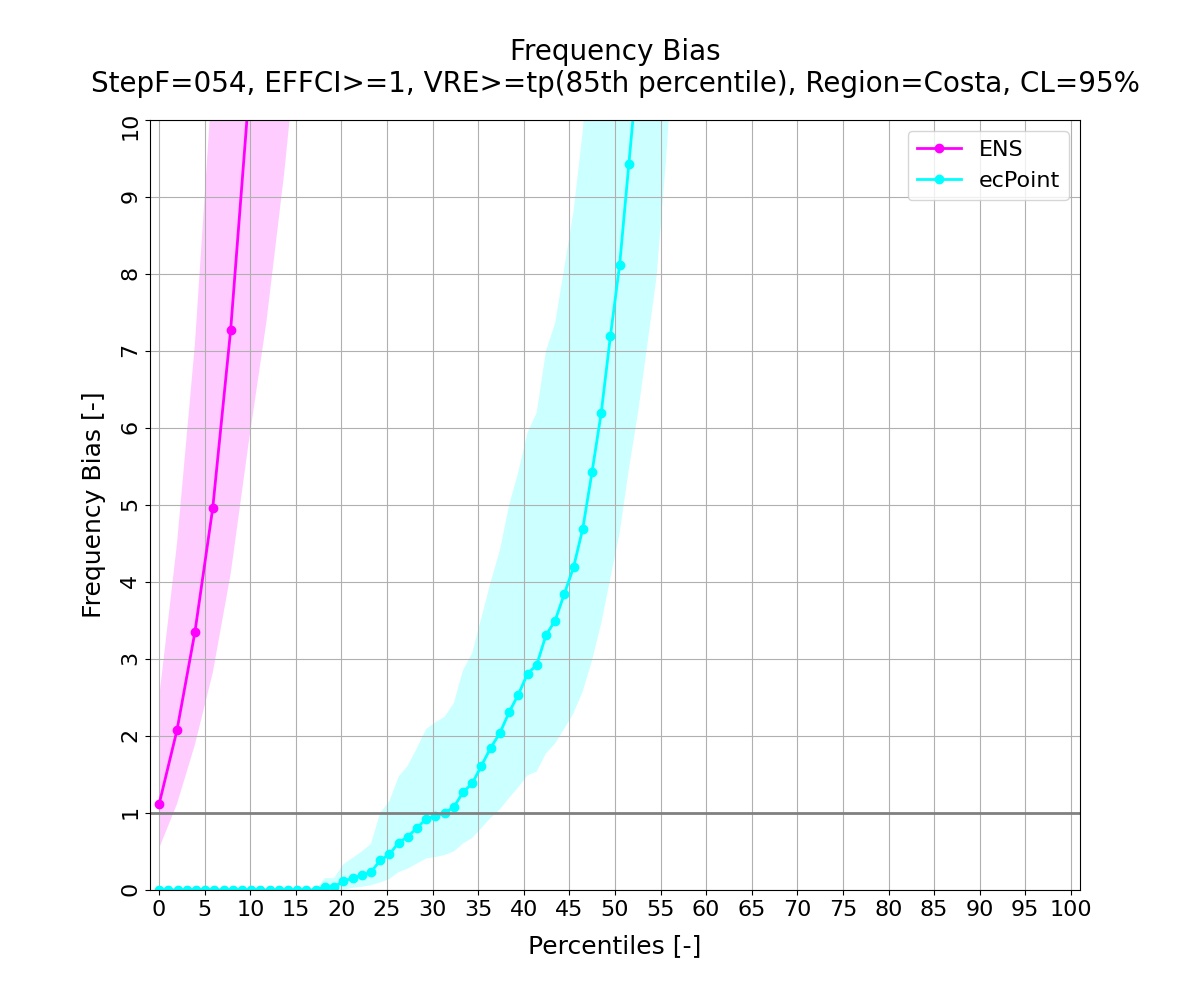 Frequency Bias
StepF=054, EFFCI>=1, VRE>=tp(85th percentile), Region=Costa, CL=95%
ENS
ecPoint
Frequency Bias [-]
10
9
8
7
6
5
4
3
2
1
0
0 5 10 15 20 25 30 35 40 45 50 55 60 65 70 75 80 85 90 95 100
Percentiles [-]